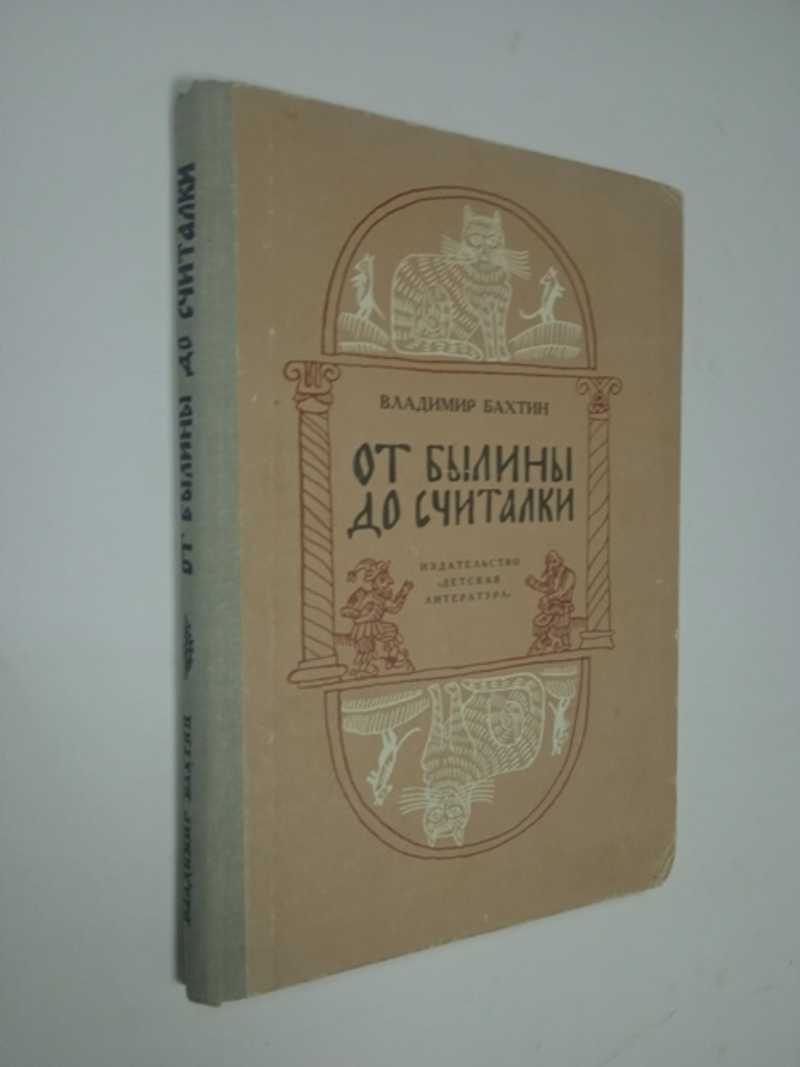 ВЛАДИМИР БАХТИН
ОТ БЫЛИНЫ
ДО СЧИТАЛКИ
ИЗДАТЕЛЬСТВО
«ДЕТСКАЯ
ЛИТЕРАТУРА»
ВЛАДИМИР БАХТИН ОТ БЫЛИНЫ ДО СЧИТАЛКИ